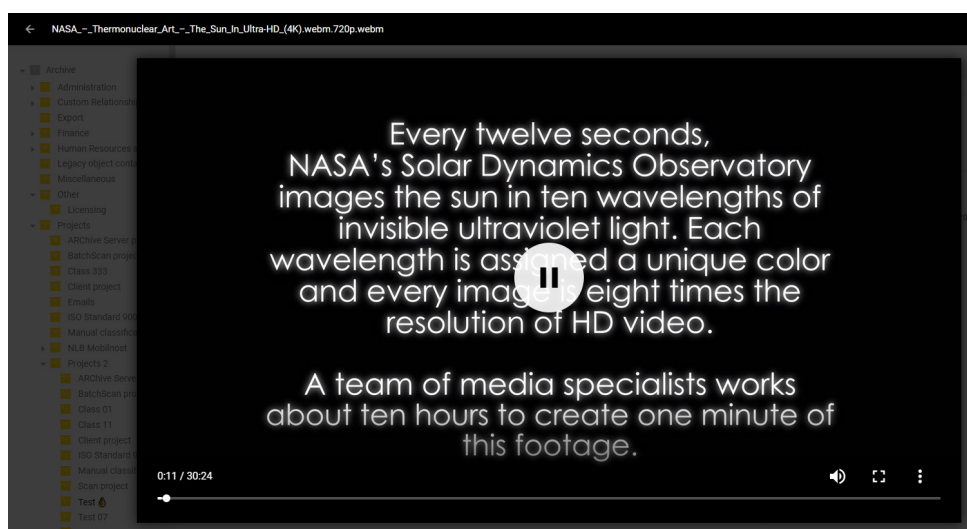 NASA_–_Thermonuclear_Art_–_The_Sun_In_Ultra-HD_(4K).webm.720p.webm
Archive
Administration
Custom Relationshi
Export
Finance
Human Resources a
Legacy object conta
Miscellaneous
Other
Licensing
Projects
ARChive Server p
BatchScan projec
Class 333
Client project
Emails
ISO Standard 900
Manual classifica
NLB Mobilnost
Projects 2
ARChive Serve
BatchScan pro
Class 01
Class 11
Client project
ISO Standard 9
Manual classif
Scan project
Test
Test 07
Every twelve seconds,
NASA's Solar Dynamics Observatory
images the sun in ten wavelengths of
invisible ultraviolet light. Each
wavelength is assigned a unique color
and every image is eight times the
resolution of HD video.
A team of media specialists works
about ten hours to create one minute of
this footage.
0:11 / 30:24